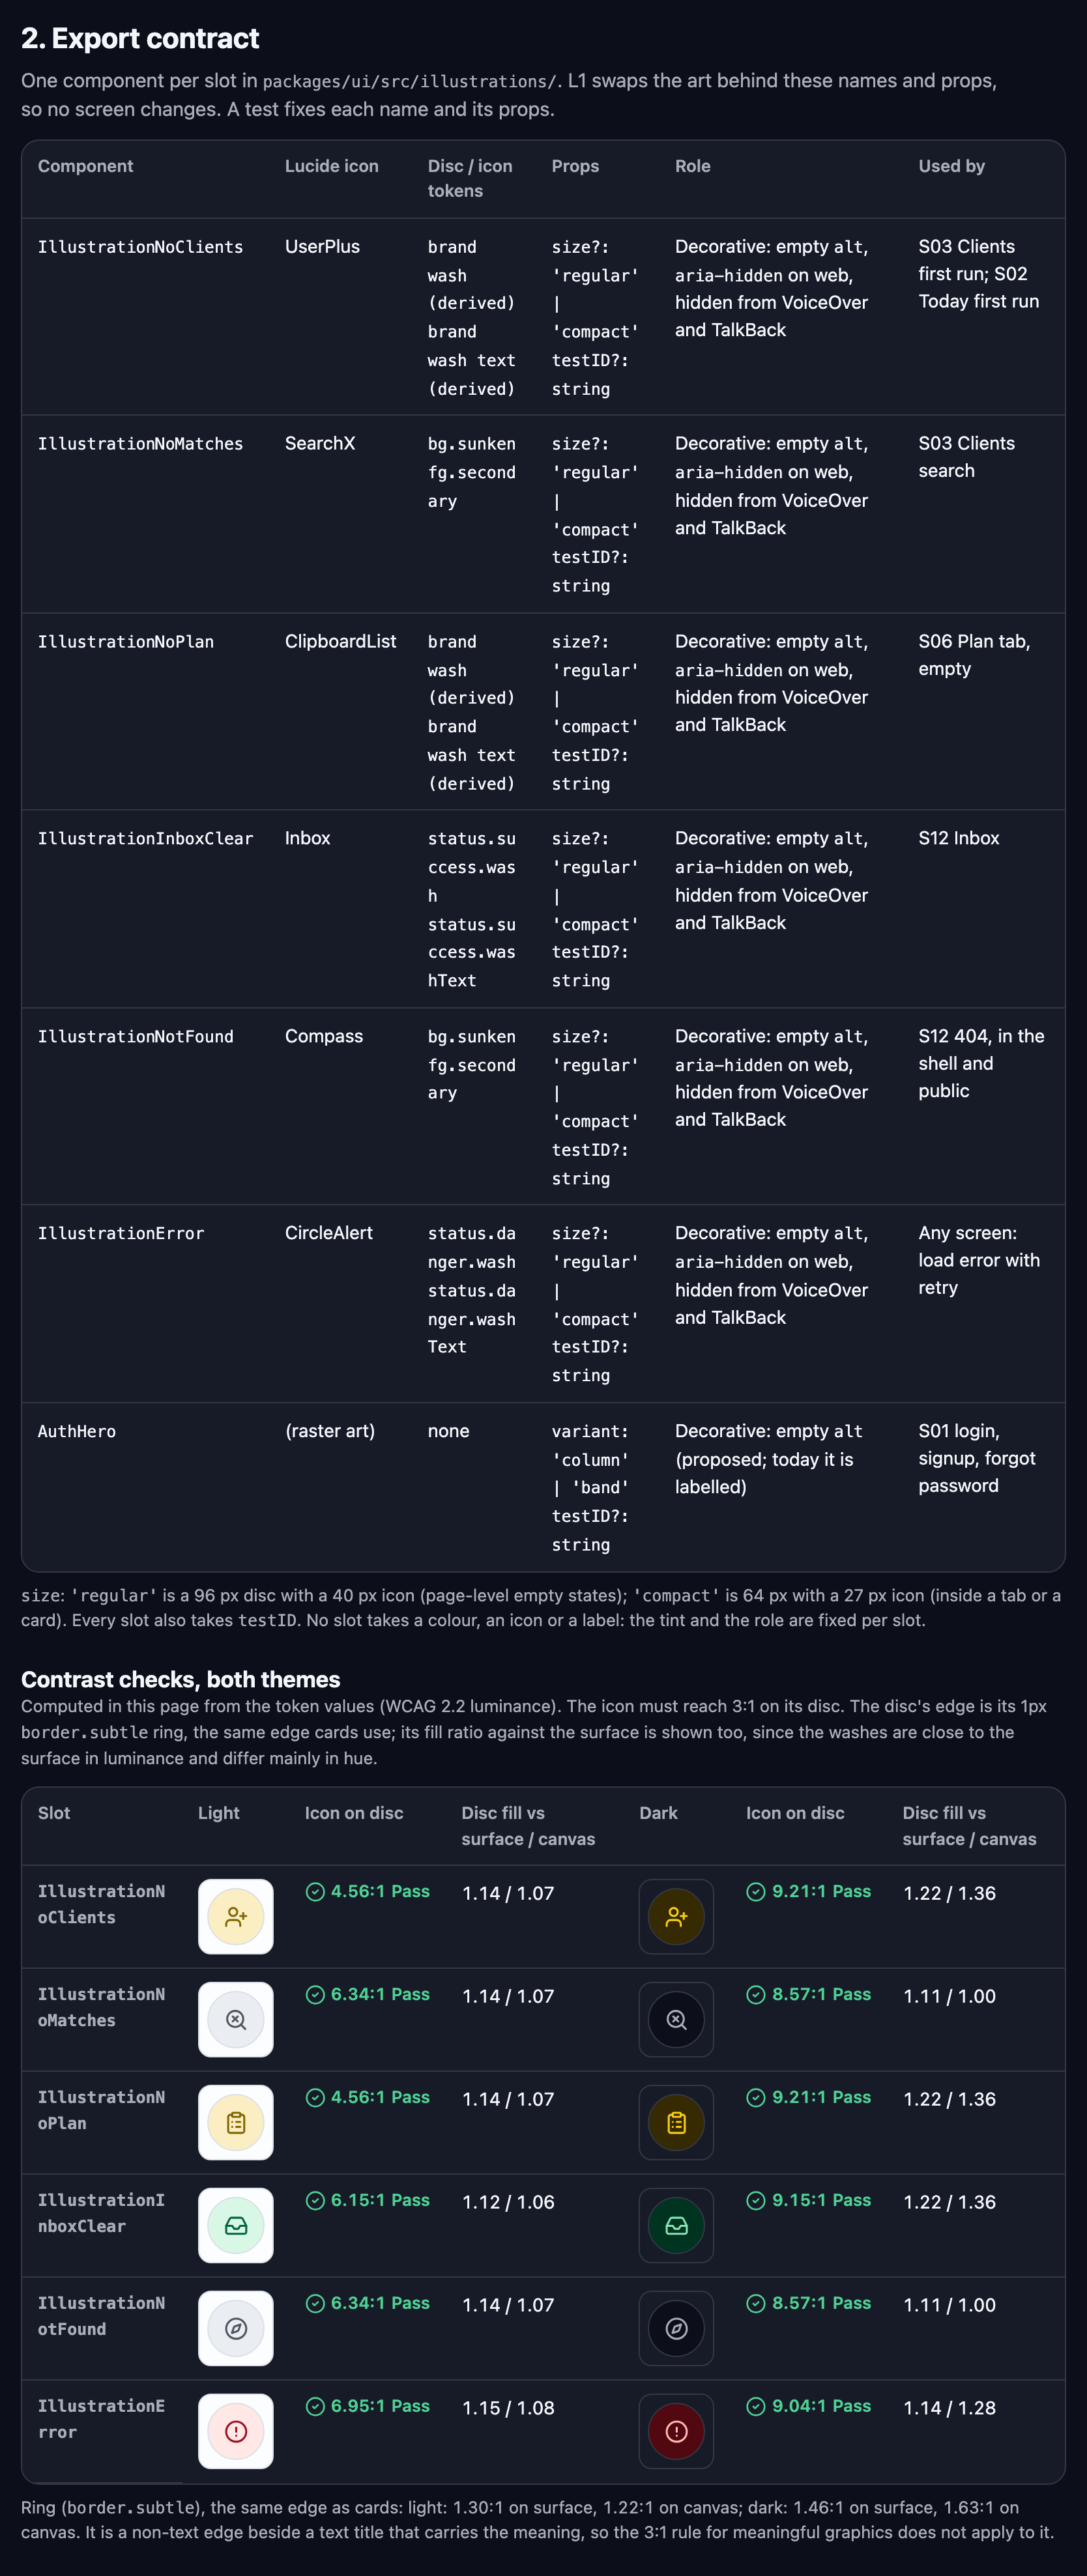 2. Export contract
One component per slot in packages/ui/src/illustrations/. L1 swaps the art behind these names and props,
so no screen changes. A test fixes each name and its props.
Component
Lucide icon
Disc / icon
tokens
Props
Role
Used by
IllustrationNoClients
UserPlus
brand
wash
(derived)
brand
wash text
(derived)
size?:
'regular'
|
'compact'
testID?:
string
Decorative: empty alt,
aria-hidden on web,
hidden from VoiceOver
and TalkBack
S03 Clients
first run; S02
Today first run
IllustrationNoMatches
SearchX
bg.sunken
fg.second
ary
size?:
'regular'
|
'compact'
testID?:
string
Decorative: empty alt,
aria-hidden on web,
hidden from VoiceOver
and TalkBack
S03 Clients
search
IllustrationNoPlan
ClipboardList
brand
wash
(derived)
brand
wash text
(derived)
size?:
'regular'
|
'compact'
testID?:
string
Decorative: empty alt,
aria-hidden on web,
hidden from VoiceOver
and TalkBack
S06 Plan tab,
empty
IllustrationInboxClear
Inbox
status.su
ccess.was
h
status.su
ccess.was
hText
size?:
'regular'
|
'compact'
testID?:
string
Decorative: empty alt,
aria-hidden on web,
hidden from VoiceOver
and TalkBack
S12 Inbox
IllustrationNotFound
Compass
bg.sunken
fg.second
ary
size?:
'regular'
|
'compact'
testID?:
string
Decorative: empty alt,
aria-hidden on web,
hidden from VoiceOver
and TalkBack
S12 404, in the
shell and
public
IllustrationError
CircleAlert
status.da
nger.wash
status.da
nger.wash
Text
size?:
'regular'
|
'compact'
testID?:
string
Decorative: empty alt,
aria-hidden on web,
hidden from VoiceOver
and TalkBack
Any screen:
load error with
retry
AuthHero
(raster art)
none
variant:
'column'
| 'band'
testID?:
string
Decorative: empty alt
(proposed; today it is
labelled)
S01 login,
signup, forgot
password
size: 'regular' is a 96 px disc with a 40 px icon (page-level empty states); 'compact' is 64 px with a 27 px icon (inside a tab or a
card). Every slot also takes testID. No slot takes a colour, an icon or a label: the tint and the role are fixed per slot.
Contrast checks, both themes
Computed in this page from the token values (WCAG 2.2 luminance). The icon must reach 3:1 on its disc. The disc's edge is its 1px
border.subtle ring, the same edge cards use; its fill ratio against the surface is shown too, since the washes are close to the
surface in luminance and differ mainly in hue.
Slot
Light
Icon on disc
Disc fill vs
surface / canvas
Dark
Icon on disc
Disc fill vs
surface / canvas
IllustrationN
oClients
4.56:1 Pass
1.14 / 1.07
9.21:1 Pass
1.22 / 1.36
IllustrationN
oMatches
6.34:1 Pass
1.14 / 1.07
8.57:1 Pass
1.11 / 1.00
IllustrationN
oPlan
4.56:1 Pass
1.14 / 1.07
9.21:1 Pass
1.22 / 1.36
IllustrationI
nboxClear
6.15:1 Pass
1.12 / 1.06
9.15:1 Pass
1.22 / 1.36
IllustrationN
otFound
6.34:1 Pass
1.14 / 1.07
8.57:1 Pass
1.11 / 1.00
IllustrationE
rror
6.95:1 Pass
1.15 / 1.08
9.04:1 Pass
1.14 / 1.28
Ring (border.subtle), the same edge as cards: light: 1.30:1 on surface, 1.22:1 on canvas; dark: 1.46:1 on surface, 1.63:1 on
canvas. It is a non-text edge beside a text title that carries the meaning, so the 3:1 rule for meaningful graphics does not apply to it.